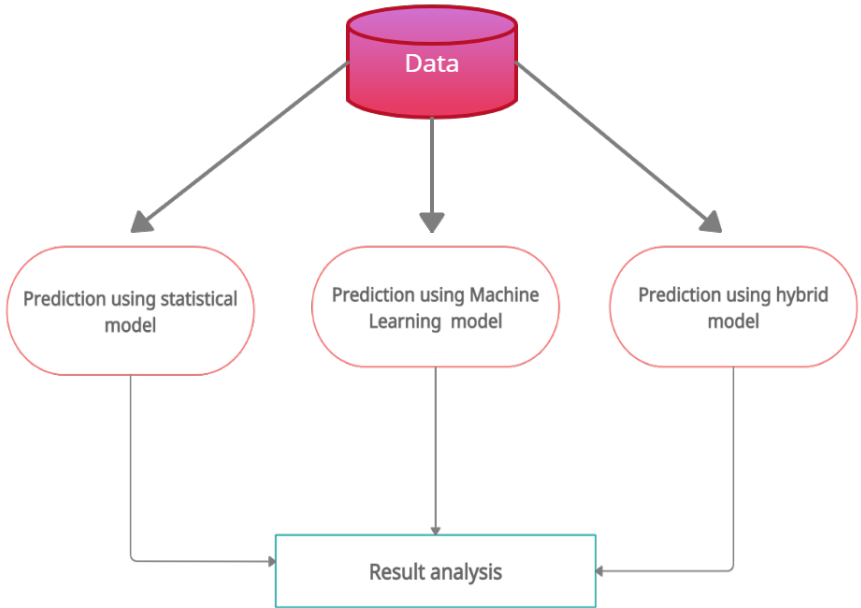 Data
Prediction using statistical
model
Prediction using Machine
Learning  model
Prediction using hybrid
model
Result analysis